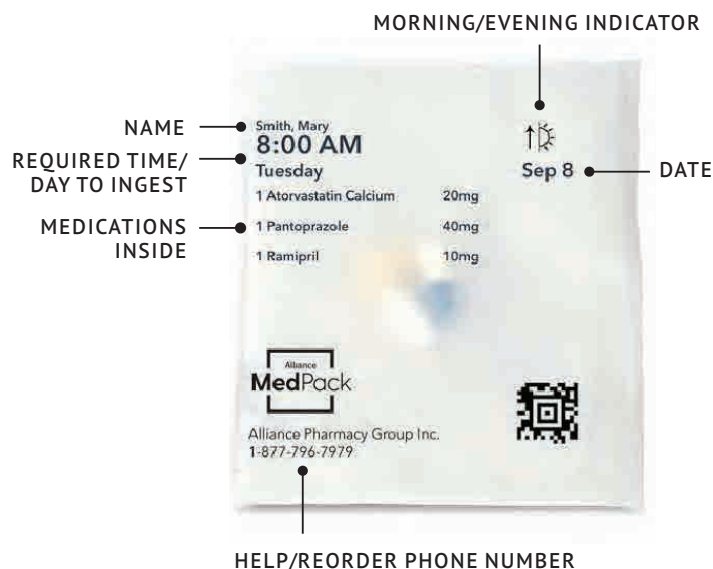 MORNING/EVENING INDICATOR
NAME
Smith, Mary
8:00 AM
REQUIRED TIME/
DAY TO INGEST
Tuesday
Sep 8
DATE
1 Atorvastatin Calcium 20mg
MEDICATIONS
INSIDE
1 Pantoprazole 40mg
1 Ramipril 10mg
Alliance
MedPack
Alliance Pharmacy Group Inc.
1-877-796-7979
HELP/REORDER PHONE NUMBER